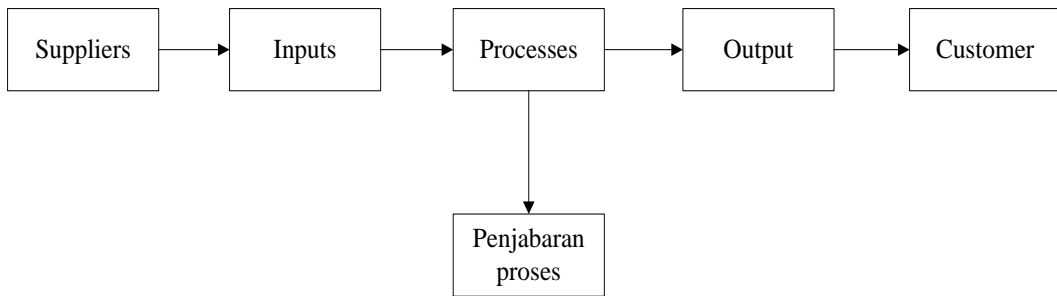 Suppliers
Inputs
Processes
Output
Customer
Penjabaran
proses